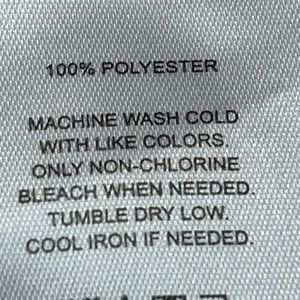 100% POLYESTER
MACHINE WASH COLD
WITH LIKE COLORS.
ONLY NON-CHLORINE
BLEACH WHEN NEEDED.
TUMBLE DRY LOW.
COOL IRON IF NEEDED.